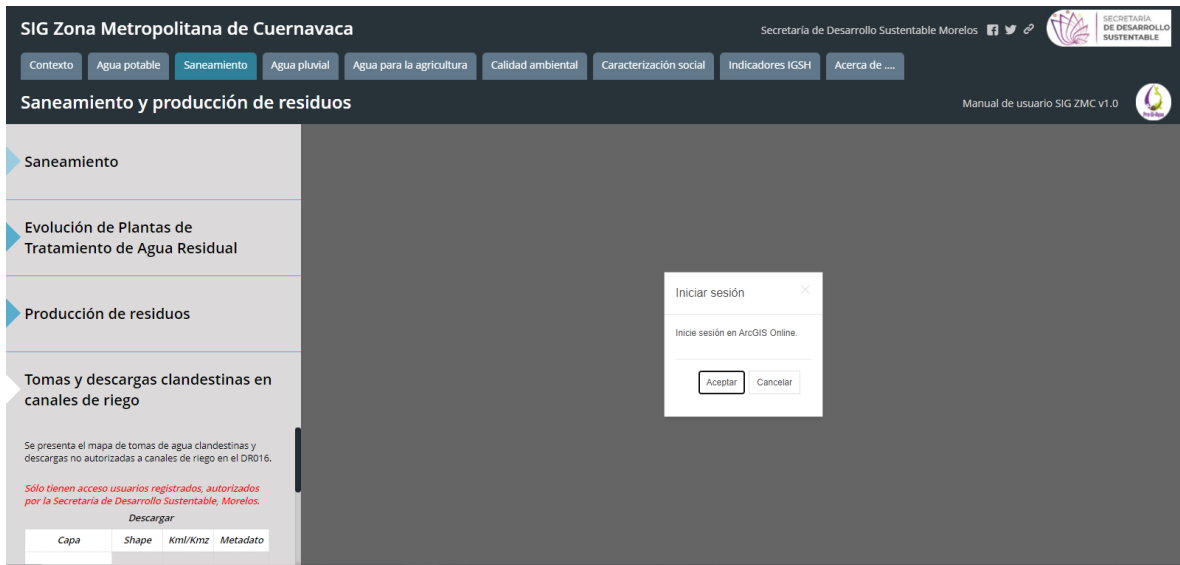 SIG Zona Metropolitana de Cuernavaca
Secretaría de Desarrollo Sustentable Morelos
SECRETARÍA
DE DESARROLLO
SUSTENTABLE
Contexto
Agua potable
Saneamiento
Agua pluvial
Agua para la agricultura
Calidad ambiental
Caracterización social
Indicadores IGSH
Acerca de ....
Saneamiento y producción de residuos
Manual de usuario SIG ZMC v1.0
Saneamiento
Evolución de Plantas de
Tratamiento de Agua Residual
Producción de residuos
Tomas y descargas clandestinas en
canales de riego
Se presenta el mapa de tomas de agua clandestinas y
descargas no autorizadas a canales de riego en el DR016.
Sólo tienen acceso usuarios registrados, autorizados
por la Secretaría de Desarrollo Sustentable, Morelos.
Descargar
Capa Shape Kml/Kmz Metadato
Iniciar sesión
Inicie sesión en ArcGIS Online.
Aceptar Cancelar